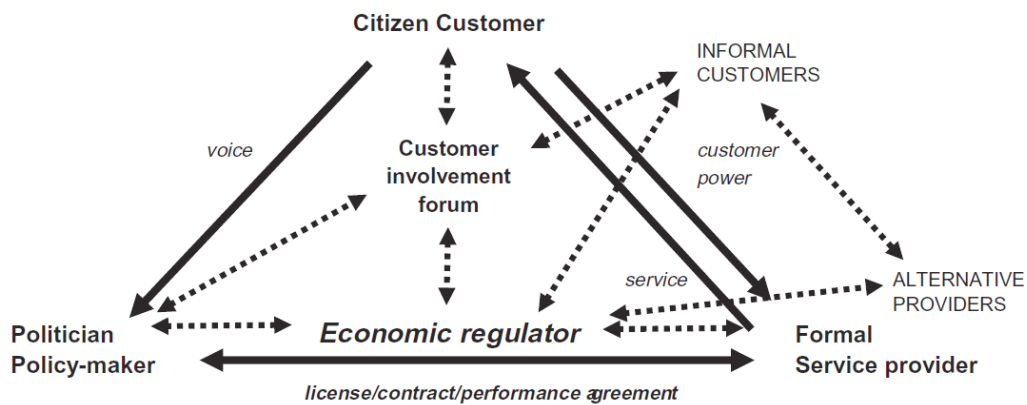 Citizen Customer
INFORMAL
CUSTOMERS
voice
Customer
involvement
forum
customer
power
service
ALTERNATIVE
PROVIDERS
Politician
Policy-maker
Economic regulator
Formal
Service provider
license/contract/performance agreement